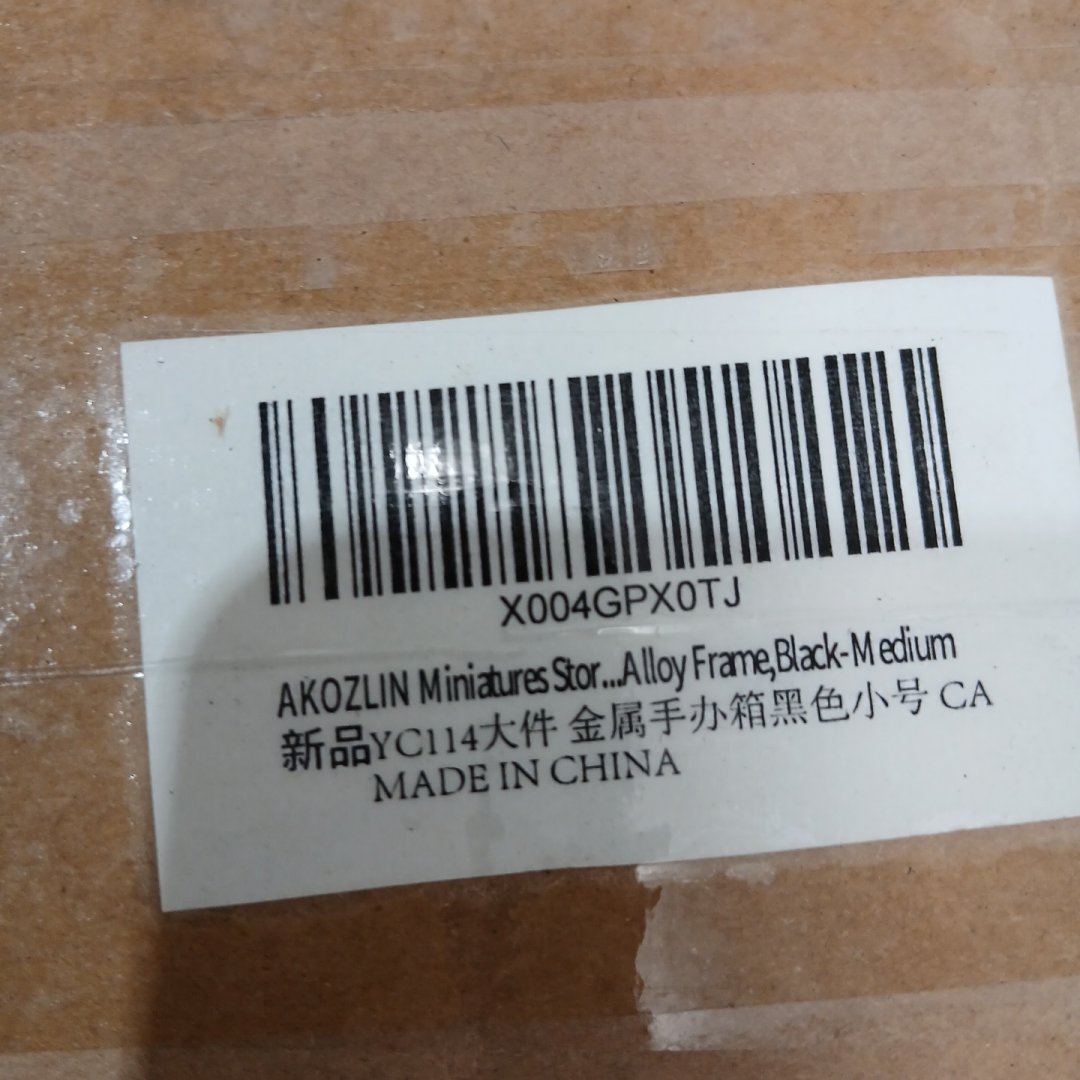 X004GPX0TJ
AKOZLIN Miniatures Stor...Alloy Frame,Black-Medium
新品YC114大件 金属手办箱黑色小号 CA
MADE IN CHINA